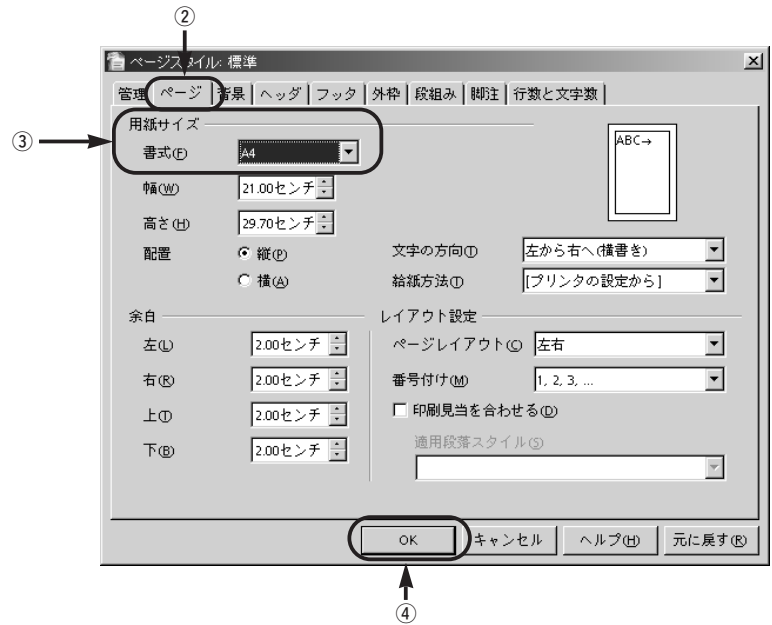 ②
ページスタイル: 標準
管理 ページ 背景 ヘッダ フッタ 外枠 段組み 脚注 行数と文字数
③
用紙サイズ
書式(F) A4
ABC→
幅(W) 21.00センチ
高さ(H) 29.70センチ
配置 縦(P) 文字の方向(T) 左から右へ(横書き)
横(A) 給紙方法(T) [プリンタの設定から]
余白 レイアウト設定
左(L) 2.00センチ ページレイアウト(C) 左右
右(R) 2.00センチ 番号付け(M) 1, 2, 3, ...
上(T) 2.00センチ 印刷見当を合わせる(D)
下(B) 2.00センチ 適用段落スタイル(S)
OK キャンセル ヘルプ(H) 元に戻す(R)
④